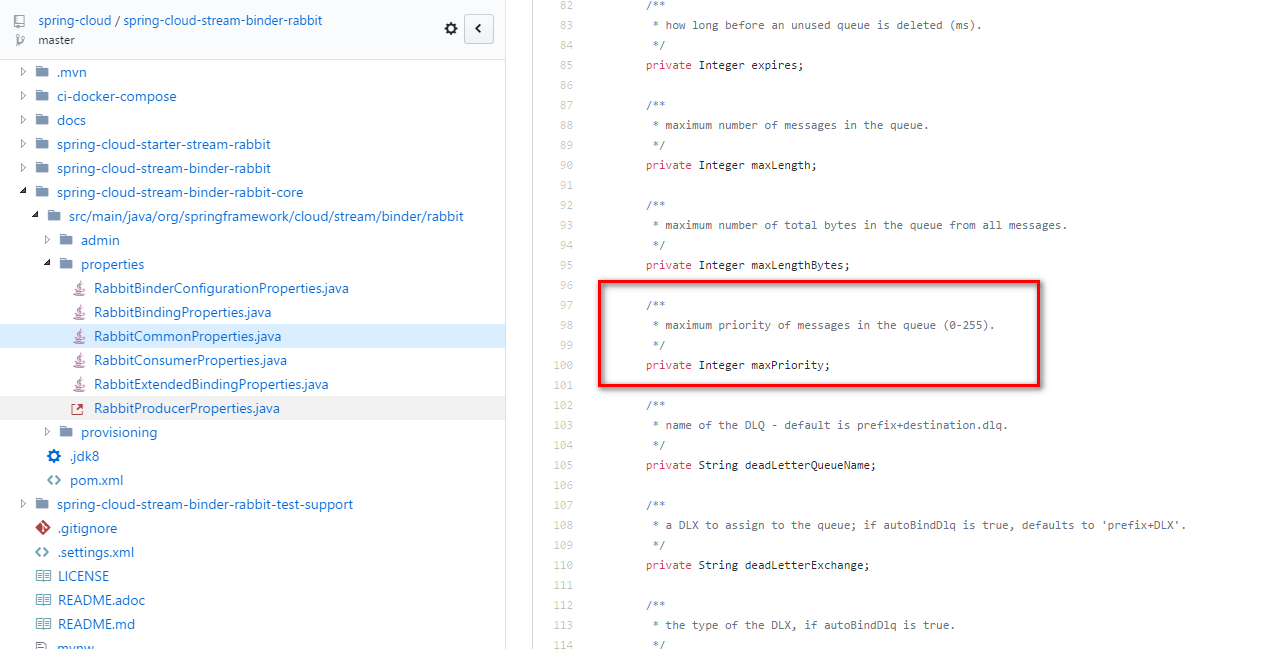 spring-cloud / spring-cloud-stream-binder-rabbit
master
.mvn
ci-docker-compose
docs
spring-cloud-starter-stream-rabbit
spring-cloud-stream-binder-rabbit
spring-cloud-stream-binder-rabbit-core
src/main/java/org/springframework/cloud/stream/binder/rabbit
admin
properties
RabbitBinderConfigurationProperties.java
RabbitBindingProperties.java
RabbitCommonProperties.java
RabbitConsumerProperties.java
RabbitExtendedBindingProperties.java
RabbitProducerProperties.java
provisioning
.jdk8
pom.xml
spring-cloud-stream-binder-rabbit-test-support
.gitignore
.settings.xml
LICENSE
README.adoc
README.md
mvnw
82 /**
83 * how long before an unused queue is deleted (ms).
84 */
85 private Integer expires;
86
87 /**
88 * maximum number of messages in the queue.
89 */
90 private Integer maxLength;
91
92 /**
93 * maximum number of total bytes in the queue from all messages.
94 */
95 private Integer maxLengthBytes;
96
97 /**
98 * maximum priority of messages in the queue (0-255).
99 */
100 private Integer maxPriority;
101
102 /**
103 * name of the DLQ - default is prefix+destination.dlq.
104 */
105 private String deadLetterQueueName;
106
107 /**
108 * a DLX to assign to the queue; if autoBindDlq is true, defaults to 'prefix+DLX'.
109 */
110 private String deadLetterExchange;
111
112 /**
113 * the type of the DLX, if autoBindDlq is true.
114 */